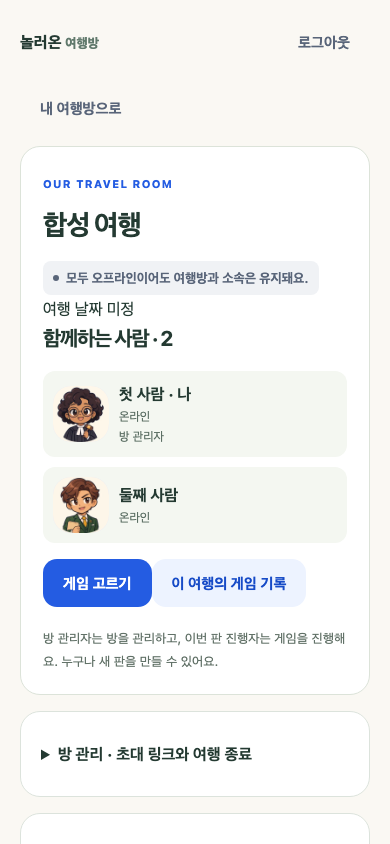 놀러온 여행방
로그아웃
내 여행방으로
OUR TRAVEL ROOM
합성 여행
모두 오프라인이어도 여행방과 소속은 유지돼요.
여행 날짜 미정
함께하는 사람 · 2
첫 사람 · 나
온라인
방 관리자
둘째 사람
온라인
게임 고르기
이 여행의 게임 기록
방 관리자는 방을 관리하고, 이번 판 진행자는 게임을 진행해
요. 누구나 새 판을 만들 수 있어요.
방 관리 · 초대 링크와 여행 종료